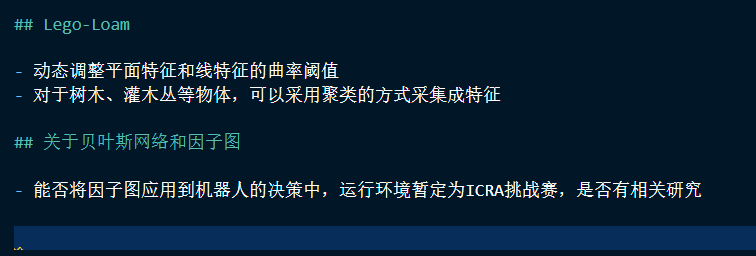 ## Lego-Loam
- 动态调整平面特征和线特征的曲率阈值
- 对于树木、灌木丛等物体，可以采用聚类的方式采集成特征
## 关于贝叶斯网络和因子图
- 能否将因子图应用到机器人的决策中，运行环境暂定为ICRA挑战赛，是否有相关研究